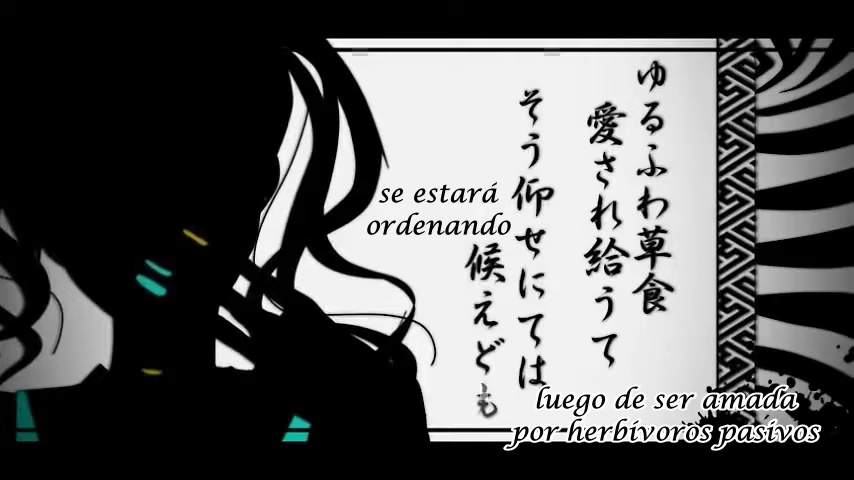 ゆるふわ草食
愛され給うて
そう仰せにては
候えども
se estará
ordenando
luego de ser amada
por herbívoros pasivos